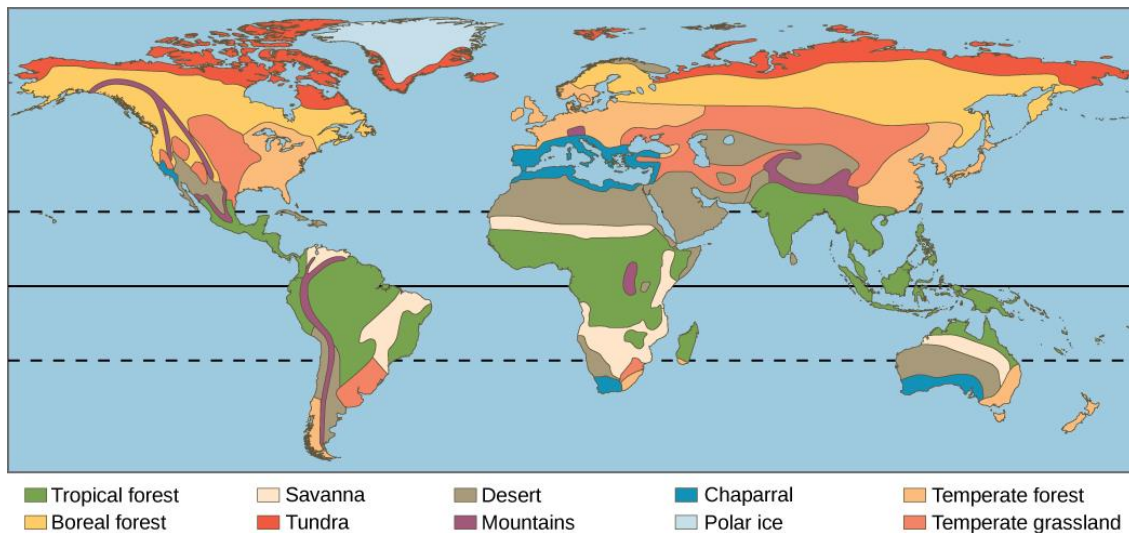 Tropical forest Savanna Desert Chaparral Temperate forest
Boreal forest Tundra Mountains Polar ice Temperate grassland